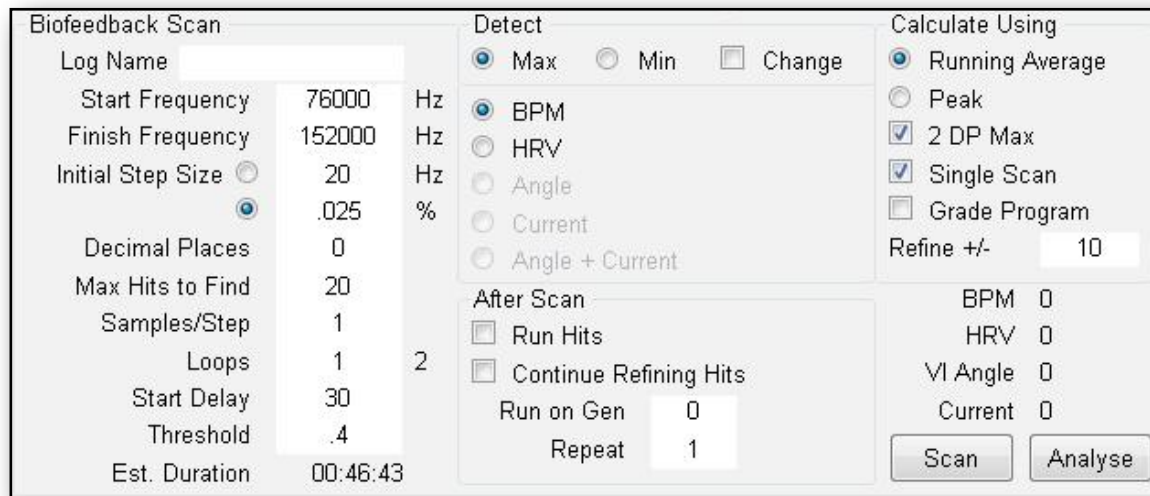 Biofeedback Scan
Log Name
Start Frequency 76000 Hz
Finish Frequency 152000 Hz
Initial Step Size 20 Hz
.025 %
Decimal Places 0
Max Hits to Find 20
Samples/Step 1
Loops 1 2
Start Delay 30
Threshold .4
Est. Duration 00:46:43
Detect
Max Min Change
BPM
HRV
Angle
Current
Angle + Current
After Scan
Run Hits
Continue Refining Hits
Run on Gen 0
Repeat 1
Calculate Using
Running Average
Peak
2 DP Max
Single Scan
Grade Program
Refine +/- 10
BPM 0
HRV 0
VI Angle 0
Current 0
Scan Analyse